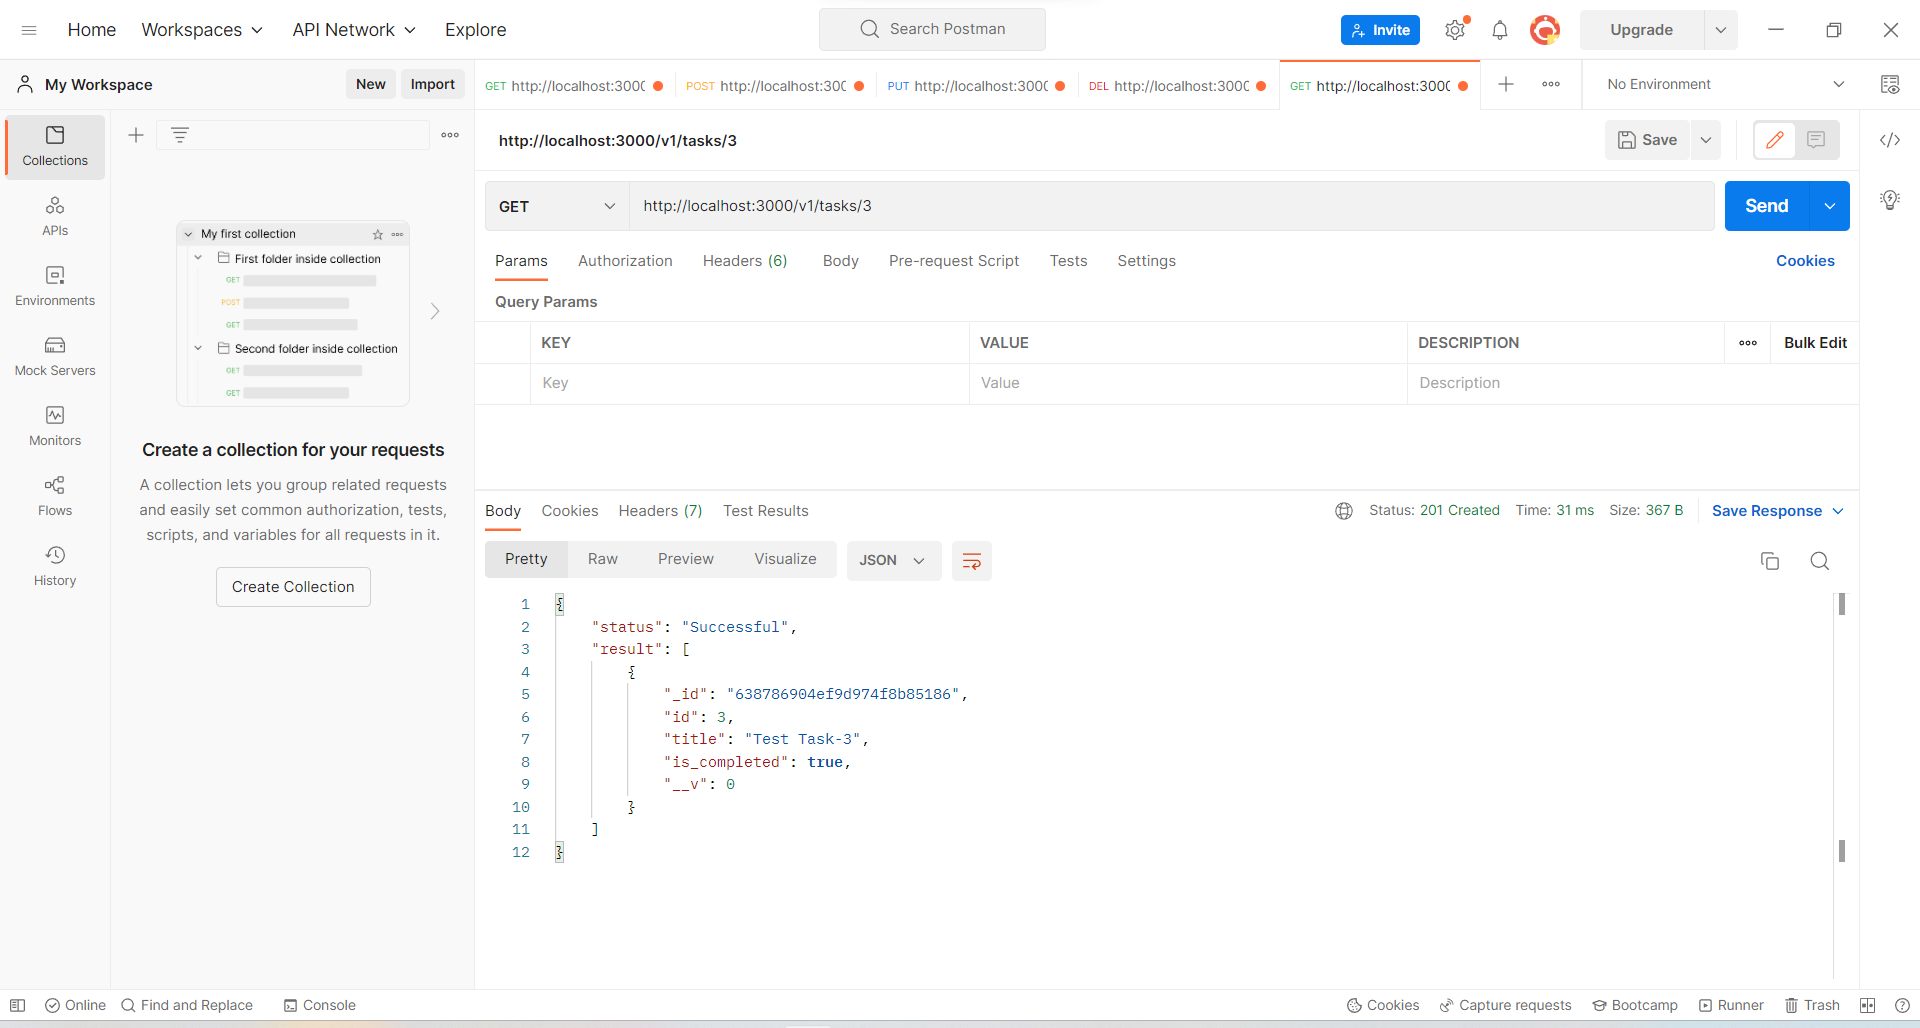 Home Workspaces API Network Explore Search Postman Invite Upgrade
My Workspace New Import GET http://localhost:300 POST http://localhost:30 PUT http://localhost:300 DEL http://localhost:300 GET http://localhost:300 No Environment
Collections
APIs
Environments
Mock Servers
Monitors
Flows
History
My first collection
First folder inside collection
GET
POST
GET
Second folder inside collection
GET
GET
Create a collection for your requests
A collection lets you group related requests
and easily set common authorization, tests,
scripts, and variables for all requests in it.
Create Collection
http://localhost:3000/v1/tasks/3 Save
GET http://localhost:3000/v1/tasks/3 Send
Params Authorization Headers (6) Body Pre-request Script Tests Settings Cookies
Query Params
KEY VALUE DESCRIPTION Bulk Edit
Key Value Description
Body Cookies Headers (7) Test Results Status: 201 Created Time: 31 ms Size: 367 B Save Response
Pretty Raw Preview Visualize JSON
1 {
2 "status": "Successful",
3 "result": [
4 {
5 "_id": "638786904ef9d974f8b85186",
6 "id": 3,
7 "title": "Test Task-3",
8 "is_completed": true,
9 "__v": 0
10 }
11 ]
12 }
Online Find and Replace Console Cookies Capture requests Bootcamp Runner Trash